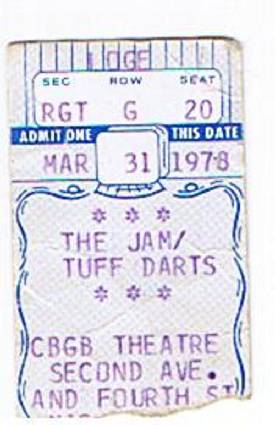 LOGE
SEC ROW SEAT
RGT G 20
ADMIT ONE THIS DATE
MAR 31 1978
* * *
THE JAM/
TUFF DARTS
* * *
CBGB THEATRE
SECOND AVE.
AND FOURTH ST